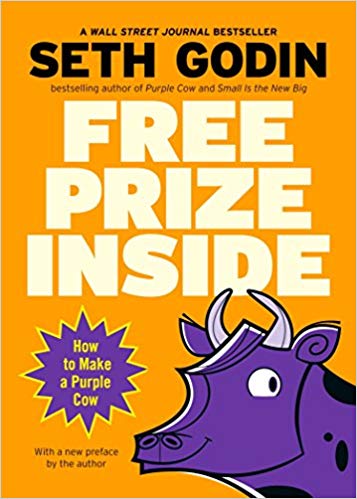 A WALL STREET JOURNAL BESTSELLER
SETH GODIN
bestselling author of Purple Cow and Small Is the New Big
FREE
PRIZE
INSIDE
How
to Make
a Purple
Cow
With a new preface
by the author